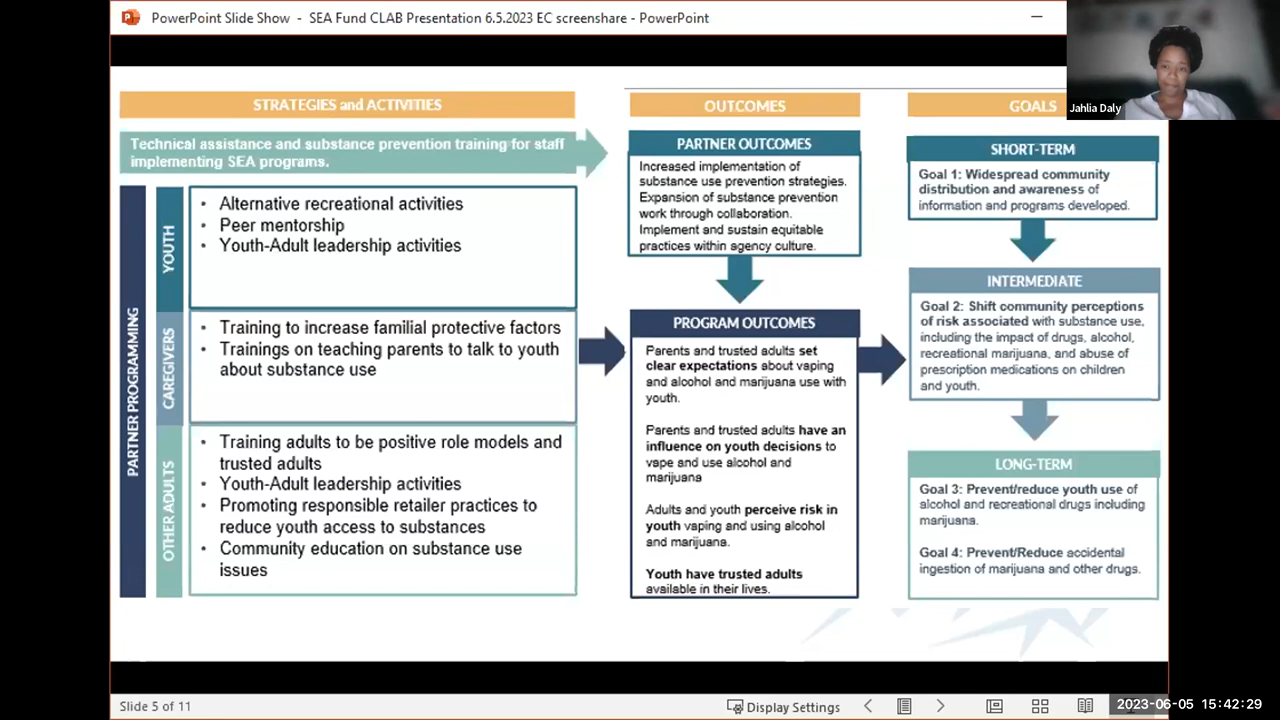 PowerPoint Slide Show - SEA Fund CLAB Presentation 6.5.2023 EC screenshare - PowerPoint
Jahlia Daly
STRATEGIES and ACTIVITIES
Technical assistance and substance prevention training for staff
implementing SEA programs.
PARTNER PROGRAMMING
YOUTH
• Alternative recreational activities
• Peer mentorship
• Youth-Adult leadership activities
CAREGIVERS
• Training to increase familial protective factors
• Trainings on teaching parents to talk to youth
about substance use
OTHER ADULTS
• Training adults to be positive role models and
trusted adults
• Youth-Adult leadership activities
• Promoting responsible retailer practices to
reduce youth access to substances
• Community education on substance use
issues
OUTCOMES
PARTNER OUTCOMES
Increased implementation of
substance use prevention strategies.
Expansion of substance prevention
work through collaboration.
Implement and sustain equitable
practices within agency culture.
PROGRAM OUTCOMES
Parents and trusted adults set
clear expectations about vaping
and alcohol and marijuana use with
youth.
Parents and trusted adults have an
influence on youth decisions to
vape and use alcohol and
marijuana
Adults and youth perceive risk in
youth vaping and using alcohol
and marijuana.
Youth have trusted adults
available in their lives.
GOALS
SHORT-TERM
Goal 1: Widespread community
distribution and awareness of
information and programs developed.
INTERMEDIATE
Goal 2: Shift community perceptions
of risk associated with substance use,
including the impact of drugs, alcohol,
recreational marijuana, and abuse of
prescription medications on children
and youth.
LONG-TERM
Goal 3: Prevent/reduce youth use of
alcohol and recreational drugs including
marijuana.
Goal 4: Prevent/Reduce accidental
ingestion of marijuana and other drugs.
Slide 5 of 11
Display Settings
2023-06-05 15:42:29